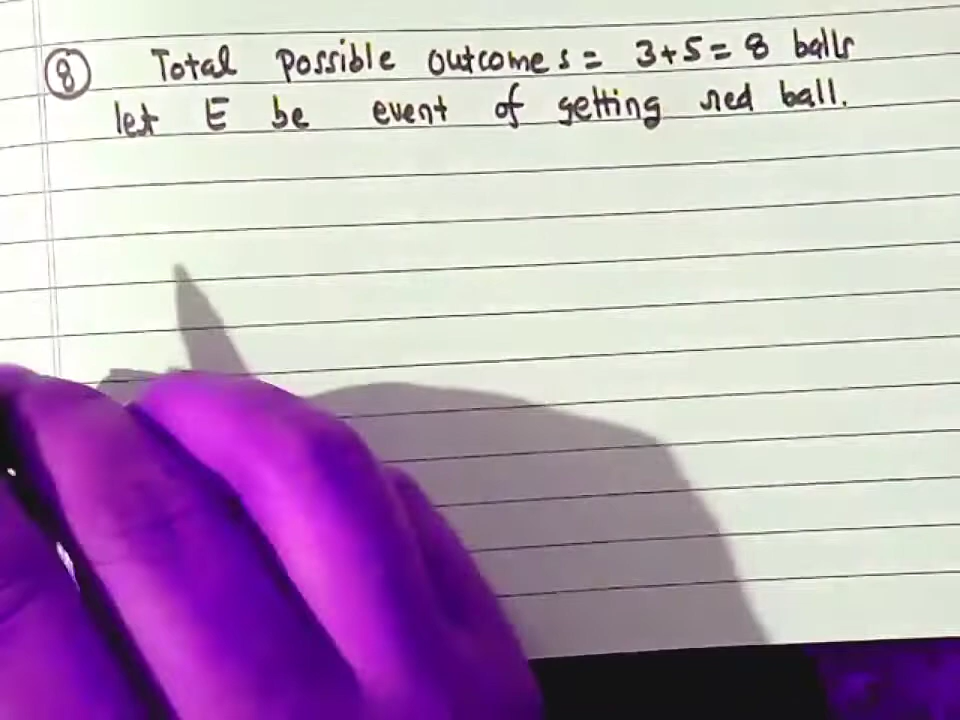 ⑧ Total possible outcomes = 3+5 = 8 balls
let E be event of getting red ball.